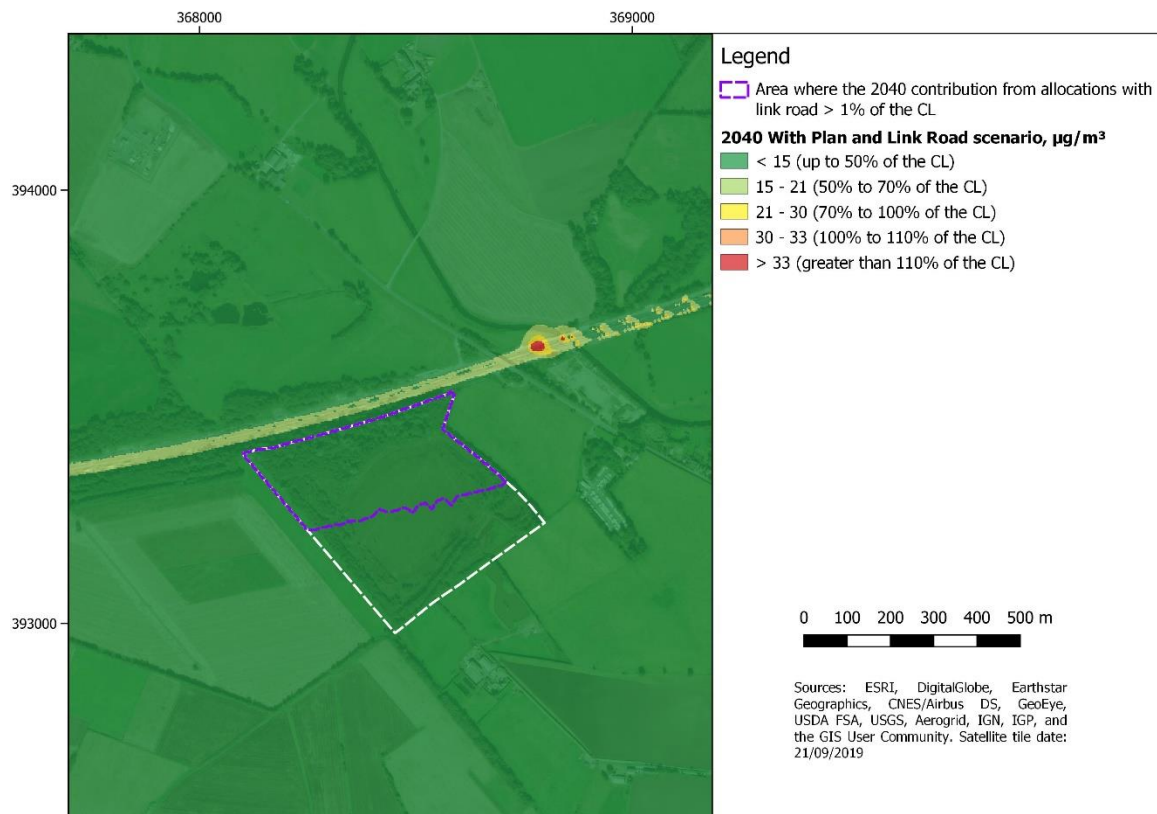 368000
369000
394000
393000
Legend
Area where the 2040 contribution from allocations with
link road > 1% of the CL
2040 With Plan and Link Road scenario, µg/m³
< 15 (up to 50% of the CL)
15 - 21 (50% to 70% of the CL)
21 - 30 (70% to 100% of the CL)
30 - 33 (100% to 110% of the CL)
> 33 (greater than 110% of the CL)
0 100 200 300 400 500 m
Sources: ESRI, DigitalGlobe, Earthstar
Geographics, CNES/Airbus DS, GeoEye,
USDA FSA, USGS, Aerogrid, IGN, IGP, and
the GIS User Community. Satellite tile date:
21/09/2019